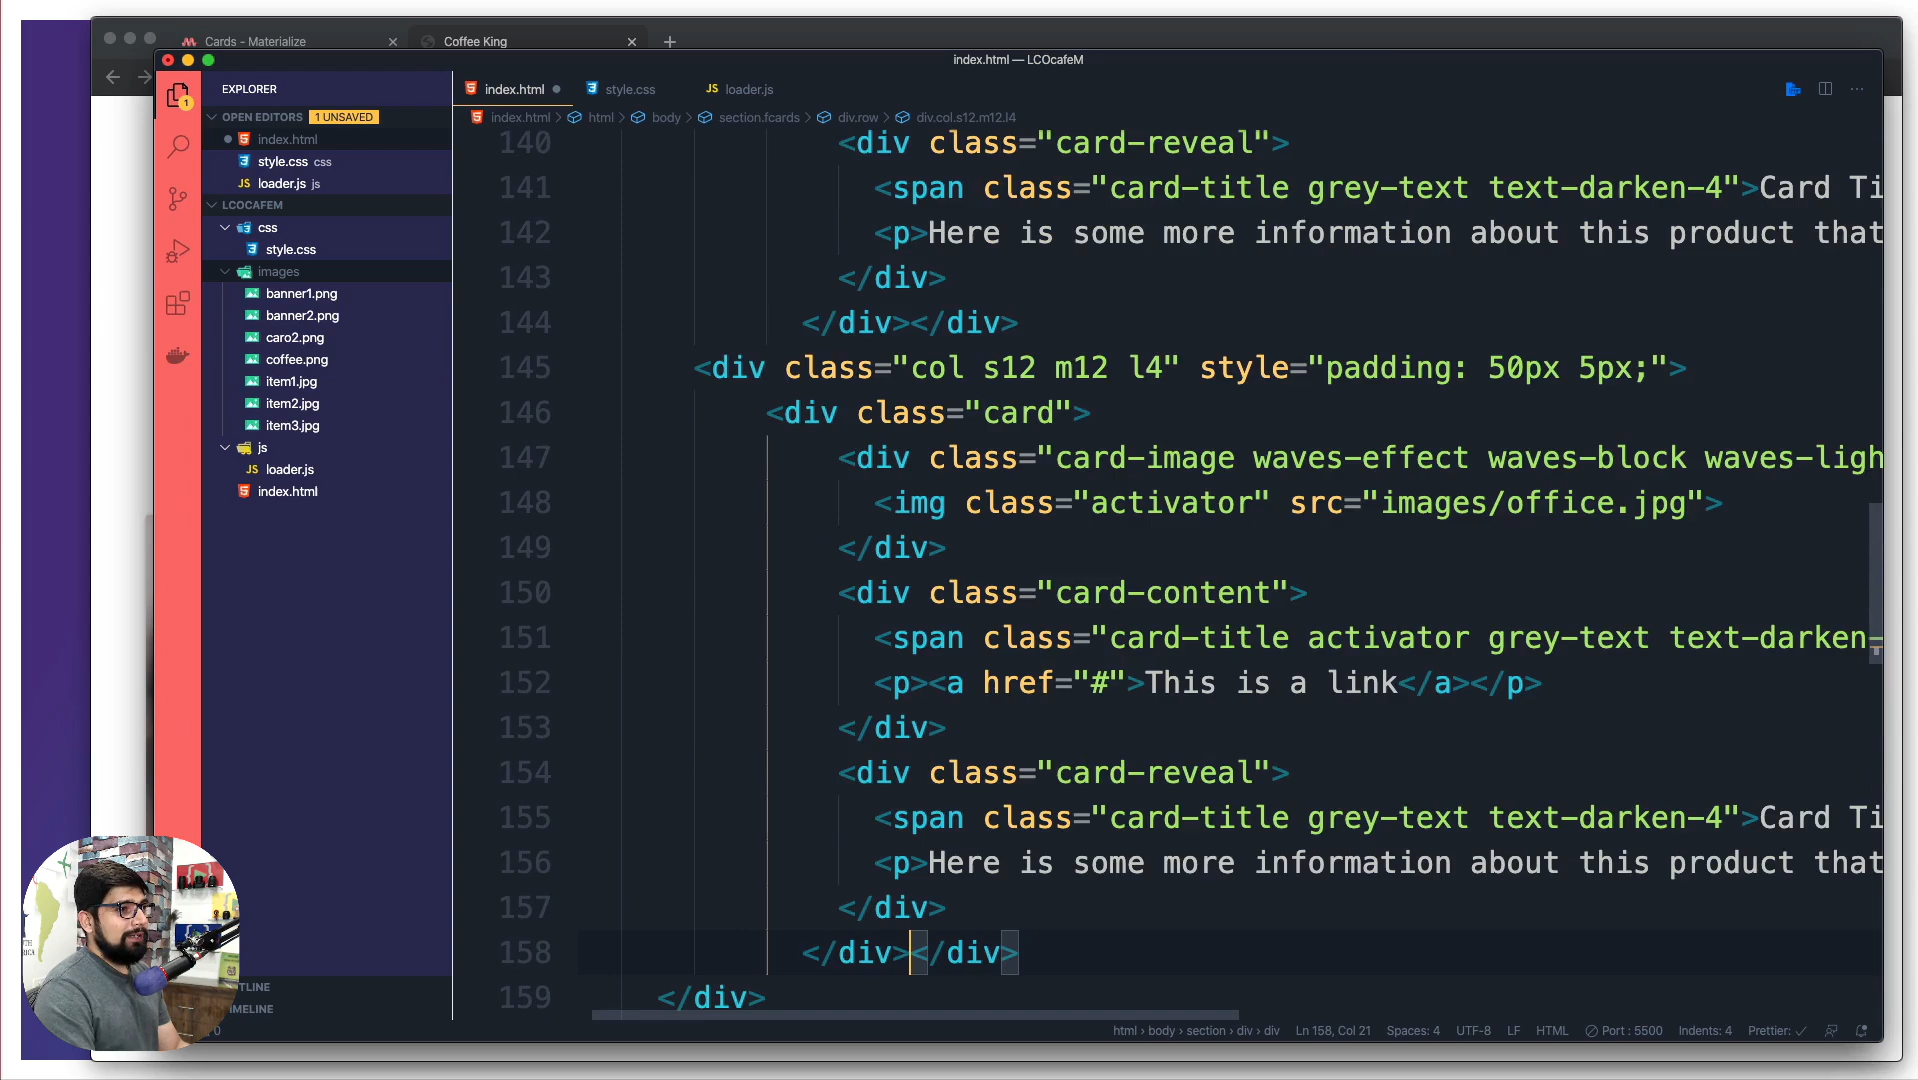 Cards - Materialize
Coffee King
index.html — LCOcafeM
EXPLORER
OPEN EDITORS 1 UNSAVED
index.html
style.css css
loader.js js
LCOCAFEM
css
style.css
images
banner1.png
banner2.png
caro2.png
coffee.png
item1.jpg
item2.jpg
item3.jpg
js
loader.js
index.html
TLINE
IMELINE
0
1
index.html
style.css
JS loader.js
index.html > html > body > section.fcards > div.row > div.col.s12.m12.l4
140 <div class="card-reveal">
141 <span class="card-title grey-text text-darken-4">Card Ti
142 <p>Here is some more information about this product that
143 </div>
144 </div></div>
145 <div class="col s12 m12 l4" style="padding: 50px 5px;">
146 <div class="card">
147 <div class="card-image waves-effect waves-block waves-ligh
148 <img class="activator" src="images/office.jpg">
149 </div>
150 <div class="card-content">
151 <span class="card-title activator grey-text text-darken-
152 <p><a href="#">This is a link</a></p>
153 </div>
154 <div class="card-reveal">
155 <span class="card-title grey-text text-darken-4">Card Ti
156 <p>Here is some more information about this product that
157 </div>
158 </div></div>
159 </div>
html › body › section › div › div Ln 158, Col 21 Spaces: 4 UTF-8 LF HTML Port : 5500 Indents: 4 Prettier: ✓